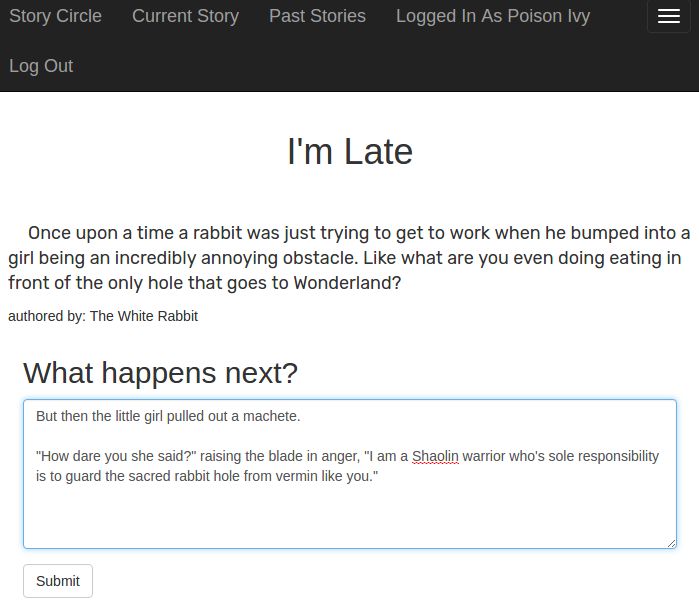 Story Circle Current Story Past Stories Logged In As Poison Ivy
Log Out
I'm Late
Once upon a time a rabbit was just trying to get to work when he bumped into a
girl being an incredibly annoying obstacle. Like what are you even doing eating in
front of the only hole that goes to Wonderland?
authored by: The White Rabbit
What happens next?
But then the little girl pulled out a machete.
"How dare you she said?" raising the blade in anger, "I am a Shaolin warrior who's sole responsibility
is to guard the sacred rabbit hole from vermin like you."
Submit